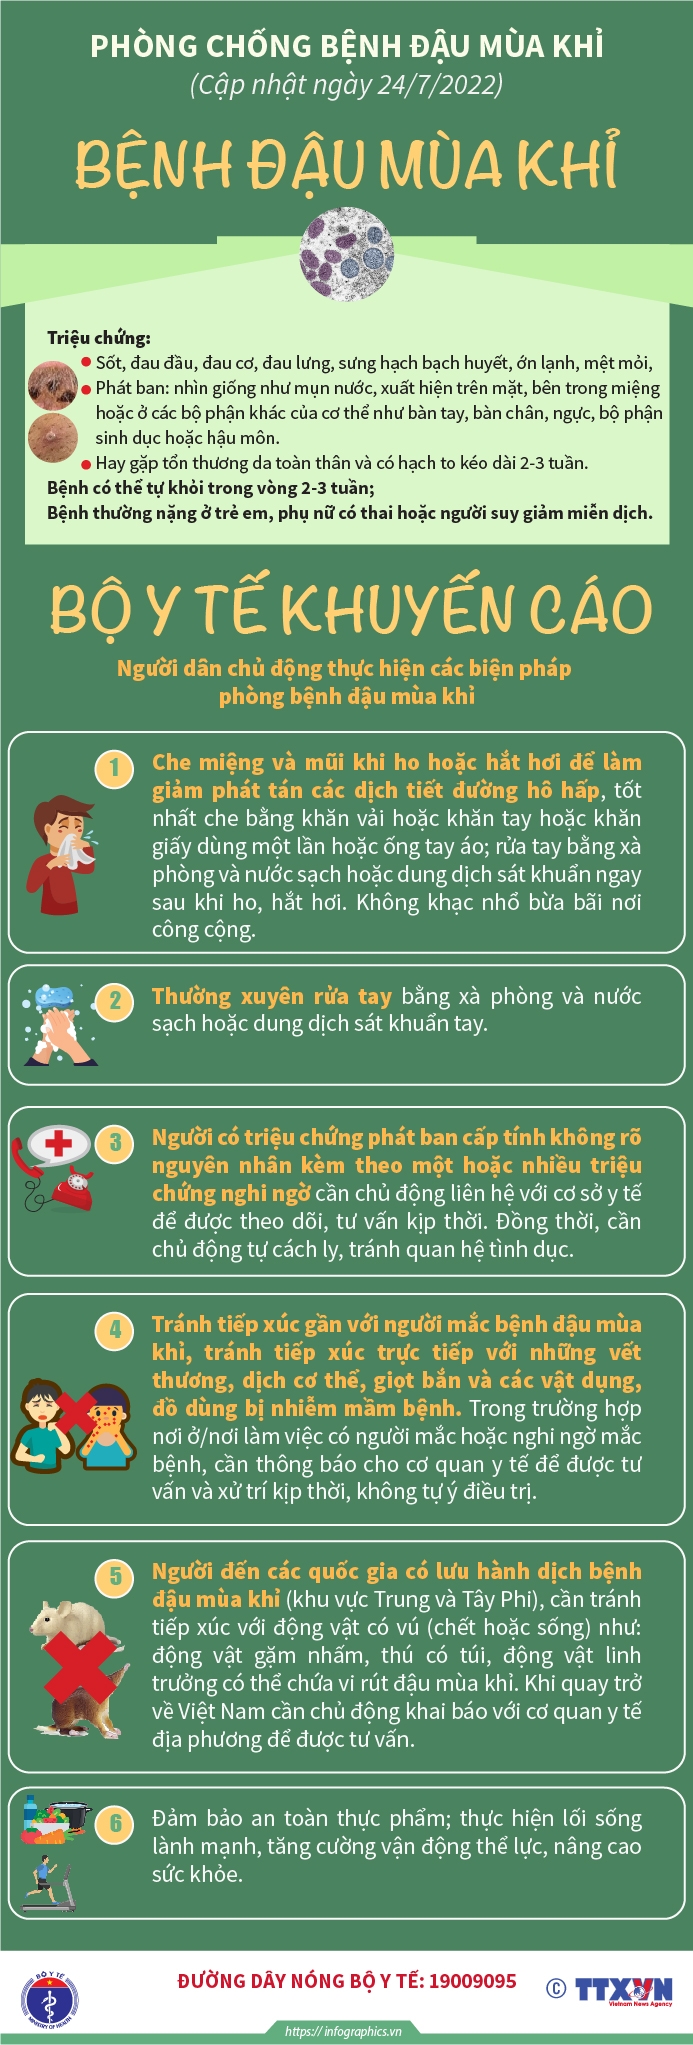 PHÒNG CHỐNG BỆNH ĐẬU MÙA KHỈ
(Cập nhật ngày 24/7/2022)
BỆNH ĐẬU MÙA KHỈ
Triệu chứng:
Sốt, đau đầu, đau cơ, đau lưng, sưng hạch bạch huyết, ớn lạnh, mệt mỏi,
Phát ban: nhìn giống như mụn nước, xuất hiện trên mặt, bên trong miệng
hoặc ở các bộ phận khác của cơ thể như bàn tay, bàn chân, ngực, bộ phận
sinh dục hoặc hậu môn.
Hay gặp tổn thương da toàn thân và có hạch to kéo dài 2-3 tuần.
Bệnh có thể tự khỏi trong vòng 2-3 tuần;
Bệnh thường nặng ở trẻ em, phụ nữ có thai hoặc người suy giảm miễn dịch.
BỘ Y TẾ KHUYẾN CÁO
Người dân chủ động thực hiện các biện pháp
phòng bệnh đậu mùa khỉ
1
Che miệng và mũi khi ho hoặc hắt hơi để làm
giảm phát tán các dịch tiết đường hô hấp, tốt
nhất che bằng khăn vải hoặc khăn tay hoặc khăn
giấy dùng một lần hoặc ống tay áo; rửa tay bằng xà
phòng và nước sạch hoặc dung dịch sát khuẩn ngay
sau khi ho, hắt hơi. Không khạc nhổ bừa bãi nơi
công cộng.
2
Thường xuyên rửa tay bằng xà phòng và nước
sạch hoặc dung dịch sát khuẩn tay.
3
Người có triệu chứng phát ban cấp tính không rõ
nguyên nhân kèm theo một hoặc nhiều triệu
chứng nghi ngờ cần chủ động liên hệ với cơ sở y tế
để được theo dõi, tư vấn kịp thời. Đồng thời, cần
chủ động tự cách ly, tránh quan hệ tình dục.
4
Tránh tiếp xúc gần với người mắc bệnh đậu mùa
khỉ, tránh tiếp xúc trực tiếp với những vết
thương, dịch cơ thể, giọt bắn và các vật dụng,
đồ dùng bị nhiễm mầm bệnh. Trong trường hợp
nơi ở/nơi làm việc có người mắc hoặc nghi ngờ mắc
bệnh, cần thông báo cho cơ quan y tế để được tư
vấn và xử trí kịp thời, không tự ý điều trị.
5
Người đến các quốc gia có lưu hành dịch bệnh
đậu mùa khỉ (khu vực Trung và Tây Phi), cần tránh
tiếp xúc với động vật có vú (chết hoặc sống) như:
động vật gặm nhấm, thú có túi, động vật linh
trưởng có thể chứa vi rút đậu mùa khỉ. Khi quay trở
về Việt Nam cần chủ động khai báo với cơ quan y tế
địa phương để được tư vấn.
6
Đảm bảo an toàn thực phẩm; thực hiện lối sống
lành mạnh, tăng cường vận động thể lực, nâng cao
sức khỏe.
BỘ Y TẾ
MINISTRY OF HEALTH
ĐƯỜNG DÂY NÓNG BỘ Y TẾ: 19009095
© TTXVN
Vietnam News Agency
https:// infographics.vn